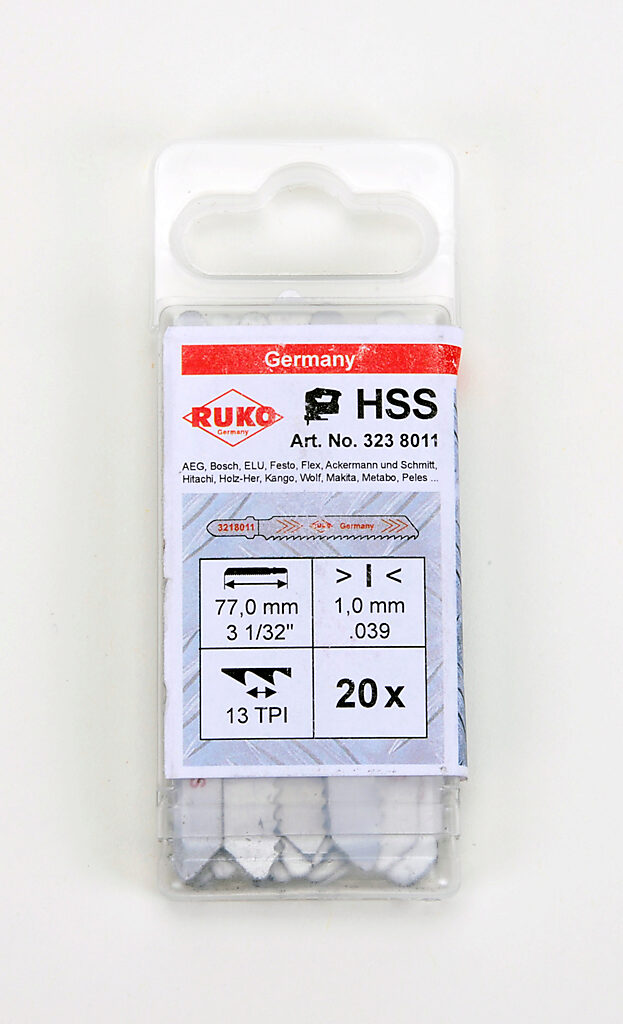 Germany
RUKO
Germany
HSS
Art. No. 323 8011
AEG, Bosch, ELU, Festo, Flex, Ackermann und Schmitt,
Hitachi, Holz-Her, Kango, Wolf, Makita, Metabo, Peles ...
3218011
Germany
77,0 mm
3 1/32"
> I <
1,0 mm
.039
13 TPI
20 x